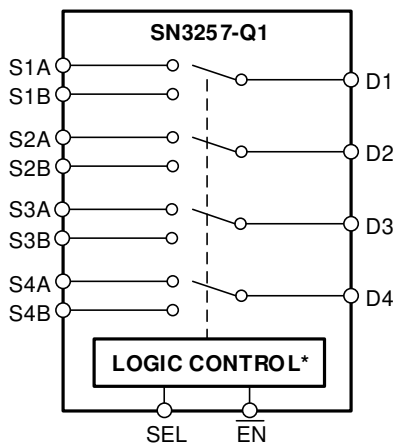 SN3257-Q1
S1A
D1
S1B
S2A
D2
S2B
S3A
D3
S3B
S4A
D4
S4B
LOGIC CONTROL*
SEL
EN